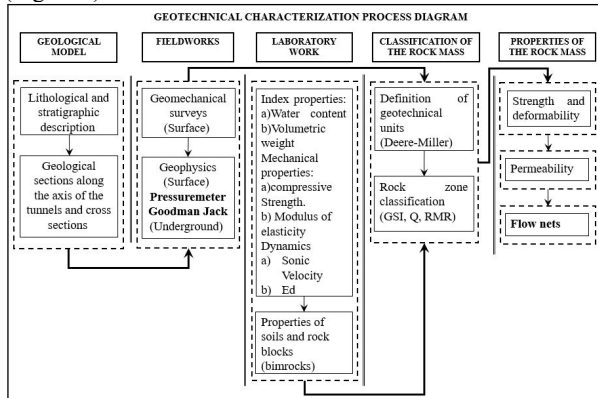 GEOTECHNICAL CHARACTERIZATION PROCESS DIAGRAM
GEOLOGICAL
MODEL
FIELDWORKS
LABORATORY
WORK
CLASSIFICATION OF
THE ROCK MASS
PROPERTIES OF
THE ROCK MASS
Lithological and
stratigraphic
description
Geological
sections along
the axis of the
tunnels and cross
sections
Geomechanical
surveys
(Surface)
Geophysics
(Surface)
Pressuremeter
Goodman Jack
(Underground)
Index properties:
a)Water content
b)Volumetric
weight
Mechanical
properties:
a)compressive
Strength.
b) Modulus of
elasticity
Dynamics
a) Sonic
Velocity
b) Ed
Properties of
soils and rock
blocks
(bimrocks)
Definition of
geotechnical
units
(Deere-Miller)
Rock zone
classification
(GSI, Q, RMR)
Strength and
deformability
Permeability
Flow nets